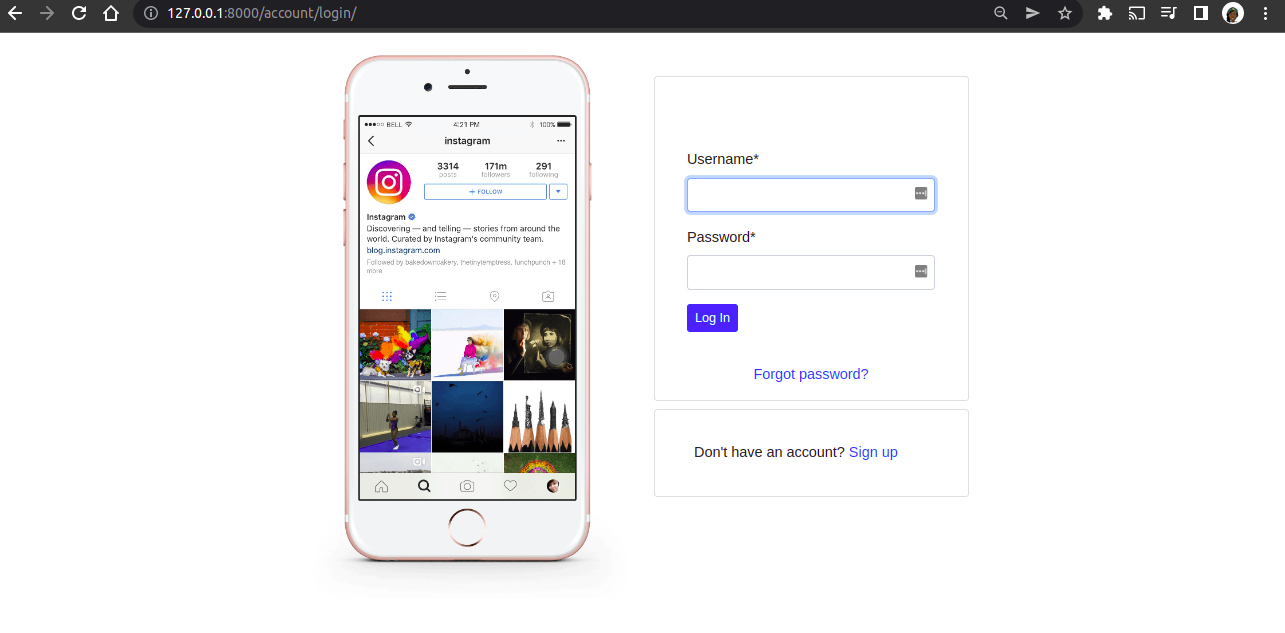 127.0.0.1:8000/account/login/
BELL 4:21 PM 100%
instagram
3314 171m 291
posts followers following
+ FOLLOW
Instagram
Discovering — and telling — stories from around the
world. Curated by Instagram's community team.
blog.instagram.com
Followed by bakedowncakery, thetinytemptress, lunchpunch + 16
more
Username*
Password*
Log In
Forgot password?
Don't have an account? Sign up